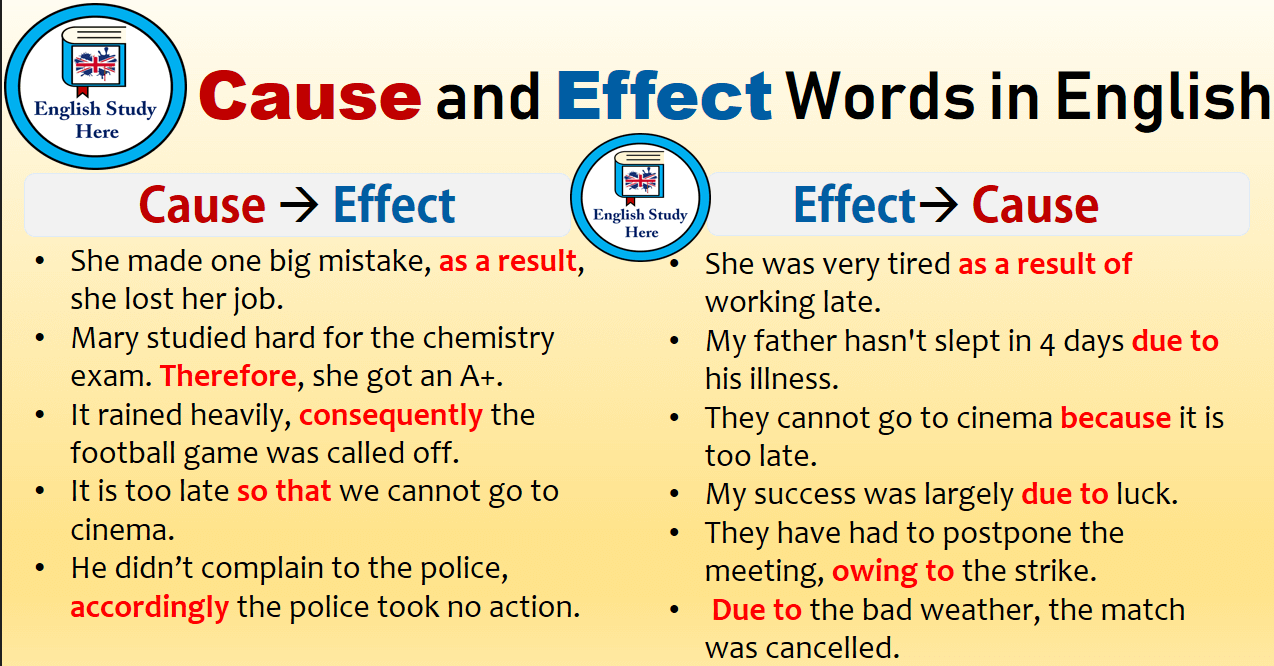 English Study
Here
Cause and Effect Words in English
English Study
Here
Cause → Effect
• She made one big mistake, as a result,
she lost her job.
• Mary studied hard for the chemistry
exam. Therefore, she got an A+.
• It rained heavily, consequently the
football game was called off.
• It is too late so that we cannot go to
cinema.
• He didn’t complain to the police,
accordingly the police took no action.
Effect→ Cause
• She was very tired as a result of
working late.
• My father hasn't slept in 4 days due to
his illness.
• They cannot go to cinema because it is
too late.
• My success was largely due to luck.
• They have had to postpone the
meeting, owing to the strike.
• Due to the bad weather, the match
was cancelled.